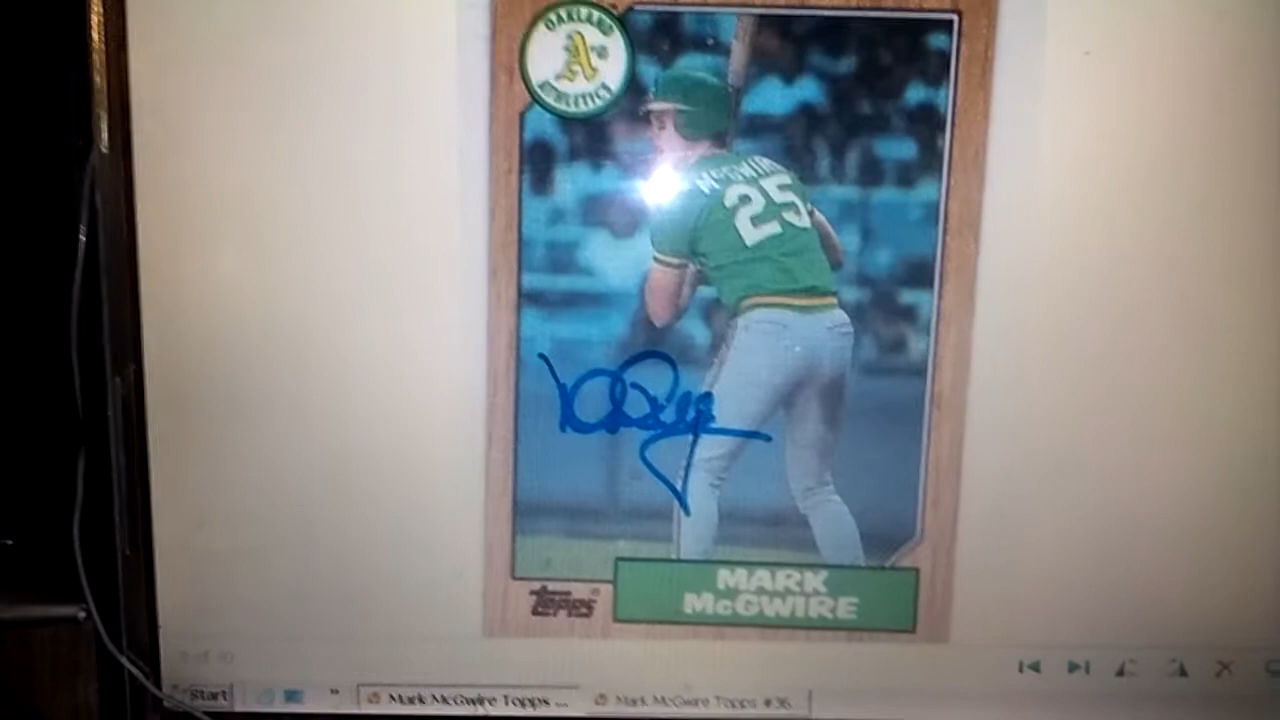 OAKLAND
A's
ATHLETICS
McGWIRE
25
MARK
McGWIRE
Topps
Start
Mark McGwire Topps ...
Mark McGwire Topps #36